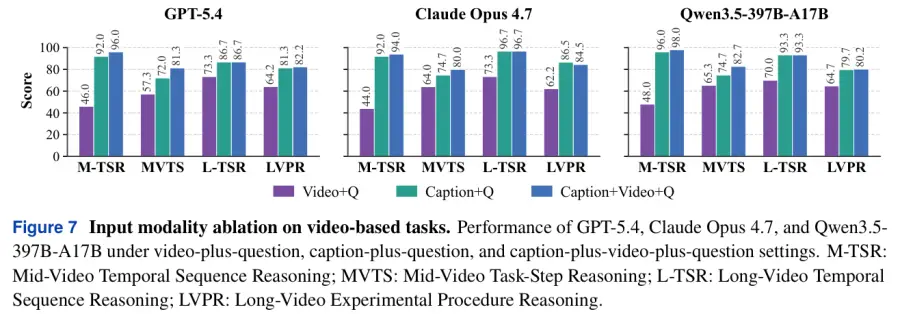 GPT-5.4
Claude Opus 4.7
Qwen3.5-397B-A17B
Score
100
80
60
40
20
0
46.0 92.0 96.0 57.3 72.0 81.3 73.3 86.7 86.7 64.2 81.3 82.2
44.0 92.0 94.0 64.0 74.7 80.0 73.3 96.7 96.7 62.2 86.5 84.5
48.0 96.0 98.0 65.3 74.7 82.7 70.0 93.3 93.3 64.7 79.7 80.2
M-TSR MVTS L-TSR LVPR
M-TSR MVTS L-TSR LVPR
M-TSR MVTS L-TSR LVPR
Video+Q Caption+Q Caption+Video+Q
Figure 7 Input modality ablation on video-based tasks. Performance of GPT-5.4, Claude Opus 4.7, and Qwen3.5-
397B-A17B under video-plus-question, caption-plus-question, and caption-plus-video-plus-question settings. M-TSR:
Mid-Video Temporal Sequence Reasoning; MVTS: Mid-Video Task-Step Reasoning; L-TSR: Long-Video Temporal
Sequence Reasoning; LVPR: Long-Video Experimental Procedure Reasoning.